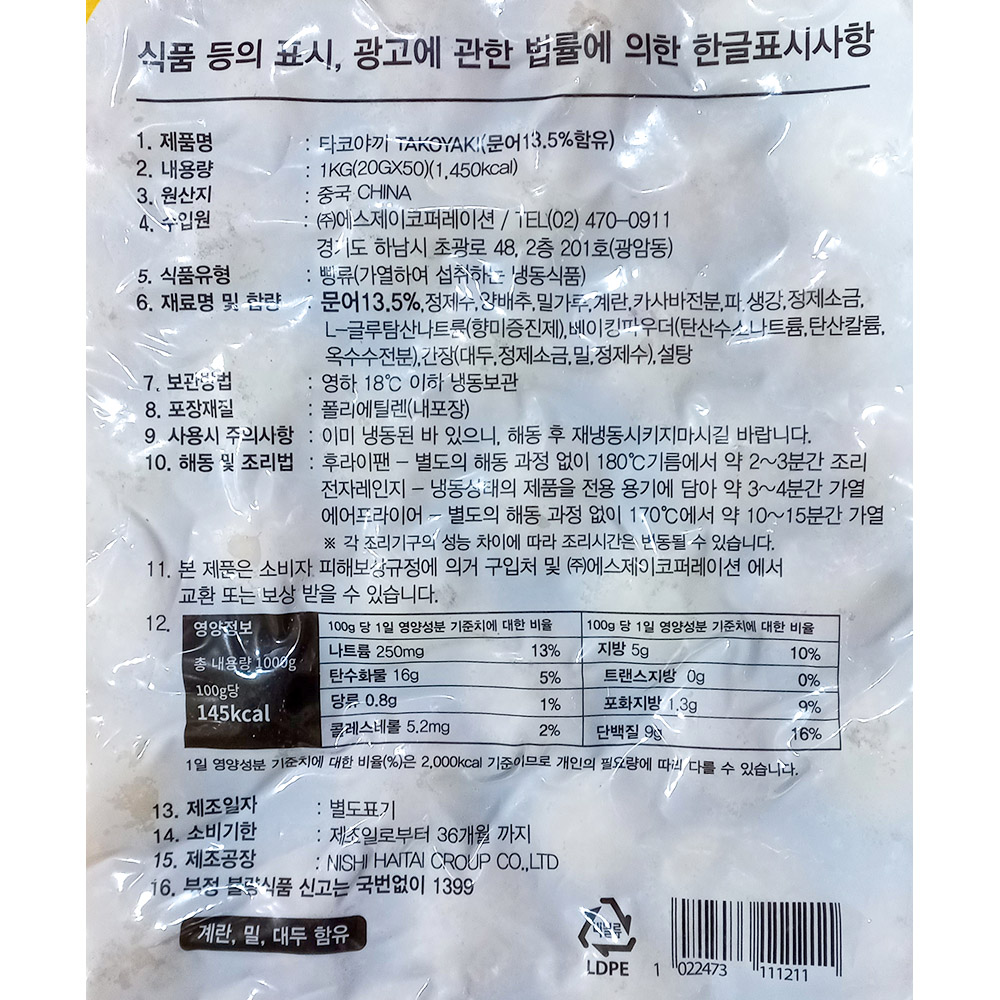 식품 등의 표시, 광고에 관한 법률에 의한 한글표시사항
1. 제품명 : 타코야끼 TAKOYAKI(문어13.5%함유)
2. 내용량 : 1KG(20GX50)(1,450kcal)
3. 원산지 : 중국 CHINA
4. 수입원 : ㈜에스제이코퍼레이션 / TEL(02) 470-0911
경기도 하남시 초광로 48, 2층 201호(광암동)
5. 식품유형 : 빵류(가열하여 섭취하는 냉동식품)
6. 재료명 및 함량 : 문어13.5%,정제수,양배추,밀가루,계란,카사바전분,파,생강,정제소금,
L-글루탐산나트륨(향미증진제),베이킹파우더(탄산수소나트륨,탄산칼륨,
옥수수전분),간장(대두,정제소금,밀,정제수),설탕
7. 보관방법 : 영하 18℃ 이하 냉동보관
8. 포장재질 : 폴리에틸렌(내포장)
9. 사용시 주의사항 : 이미 냉동된 바 있으니, 해동 후 재냉동시키지마시길 바랍니다.
10. 해동 및 조리법 : 후라이팬 - 별도의 해동 과정 없이 180℃기름에서 약 2~3분간 조리
전자레인지 - 냉동상태의 제품을 전용 용기에 담아 약 3~4분간 가열
에어프라이어 - 별도의 해동 과정 없이 170℃에서 약 10~15분간 가열
※ 각 조리기구의 성능 차이에 따라 조리시간은 변동될 수 있습니다.
11. 본 제품은 소비자 피해보상규정에 의거 구입처 및 ㈜에스제이코퍼레이션 에서
교환 또는 보상 받을 수 있습니다.
12. 영양정보
총 내용량 1000g
100g당
145kcal
100g 당 1일 영양성분 기준치에 대한 비율 100g 당 1일 영양성분 기준치에 대한 비율
나트륨 250mg 13% 지방 5g 10%
탄수화물 16g 5% 트랜스지방 0g 0%
당류 0.8g 1% 포화지방 1.3g 9%
콜레스테롤 5.2mg 2% 단백질 9g 16%
1일 영양성분 기준치에 대한 비율(%)은 2,000kcal 기준이므로 개인의 필요량에 따라 다를 수 있습니다.
13. 제조일자 : 별도표기
14. 소비기한 : 제조일로부터 36개월 까지
15. 제조공장 : NISHI HAITAI CROUP CO.,LTD
16. 부정 불량식품 신고는 국번없이 1399
계란, 밀, 대두 함유
비닐류
LDPE
1 022473 111211